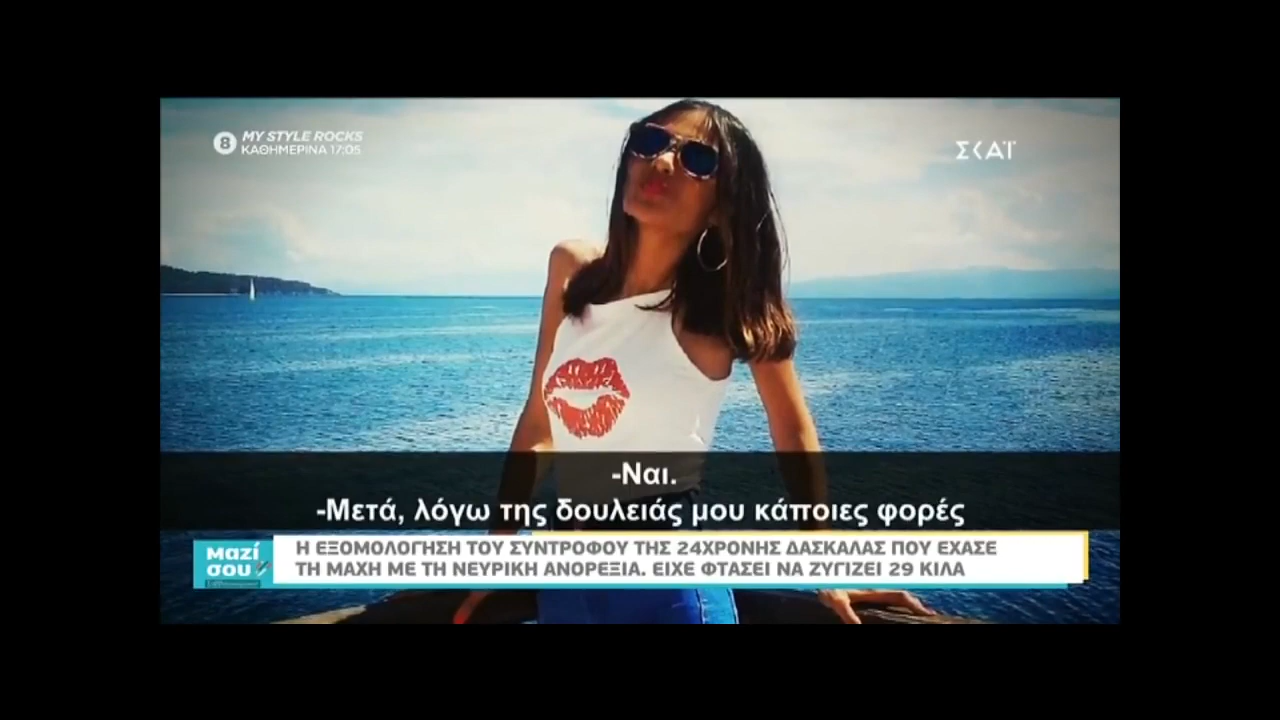 8 MY STYLE ROCKS
ΚΑΘΗΜΕΡΙΝΑ 17:05
ΣΚΑΪ
-Ναι.
-Μετά, λόγω της δουλειάς μου κάποιες φορές
Μαζί
σου
Η ΕΞΟΜΟΛΟΓΗΣΗ ΤΟΥ ΣΥΝΤΡΟΦΟΥ ΤΗΣ 24ΧΡΟΝΗΣ ΔΑΣΚΑΛΑΣ ΠΟΥ ΕΧΑΣΕ
ΤΗ ΜΑΧΗ ΜΕ ΤΗ ΝΕΥΡΙΚΗ ΑΝΟΡΕΞΙΑ. ΕΙΧΕ ΦΤΑΣΕΙ ΝΑ ΖΥΓΙΖΕΙ 29 ΚΙΛΑ